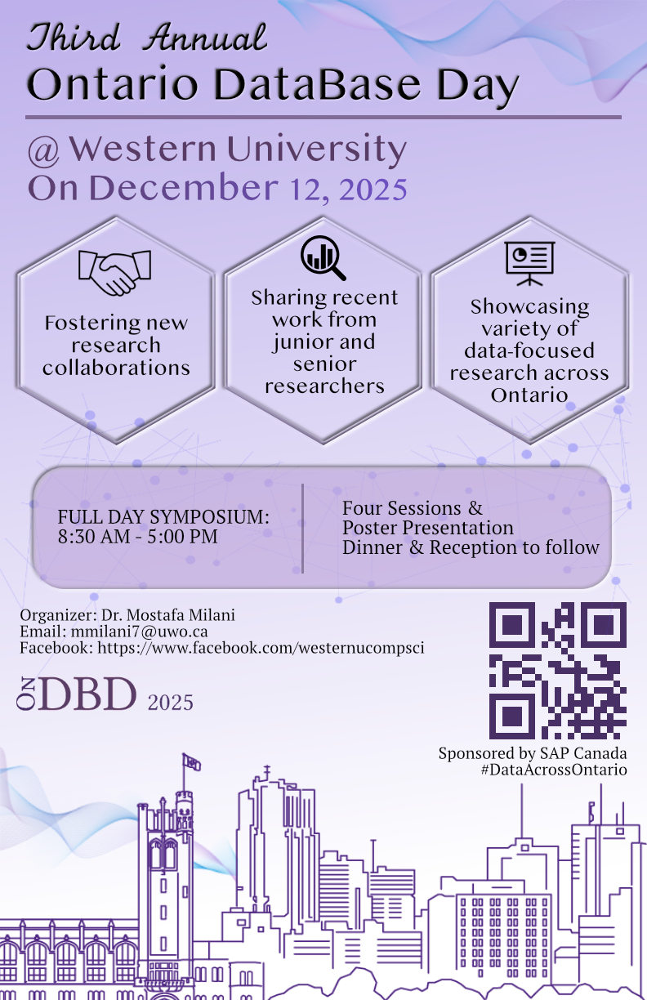 Third Annual
Ontario DataBase Day
@ Western University
On December 12, 2025
Fostering new
research
collaborations
Sharing recent
work from
junior and
senior
researchers
Showcasing
variety of
data-focused
research across
Ontario
FULL DAY SYMPOSIUM:
8:30 AM - 5:00 PM
Four Sessions &
Poster Presentation
Dinner & Reception to follow
Organizer: Dr. Mostafa Milani
Email: mmilani7@uwo.ca
Facebook: https://www.facebook.com/westernucompsci
ON DBD 2025
Sponsored by SAP Canada
#DataAcrossOntario